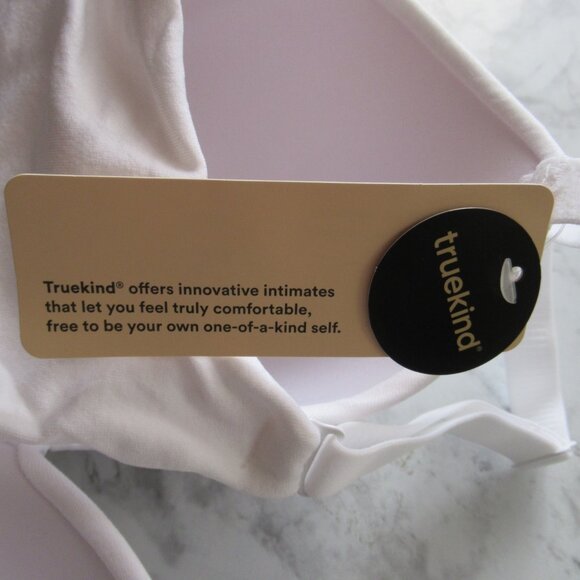 Truekind® offers innovative intimates
that let you feel truly comfortable,
free to be your own one-of-a-kind self.
truekind®